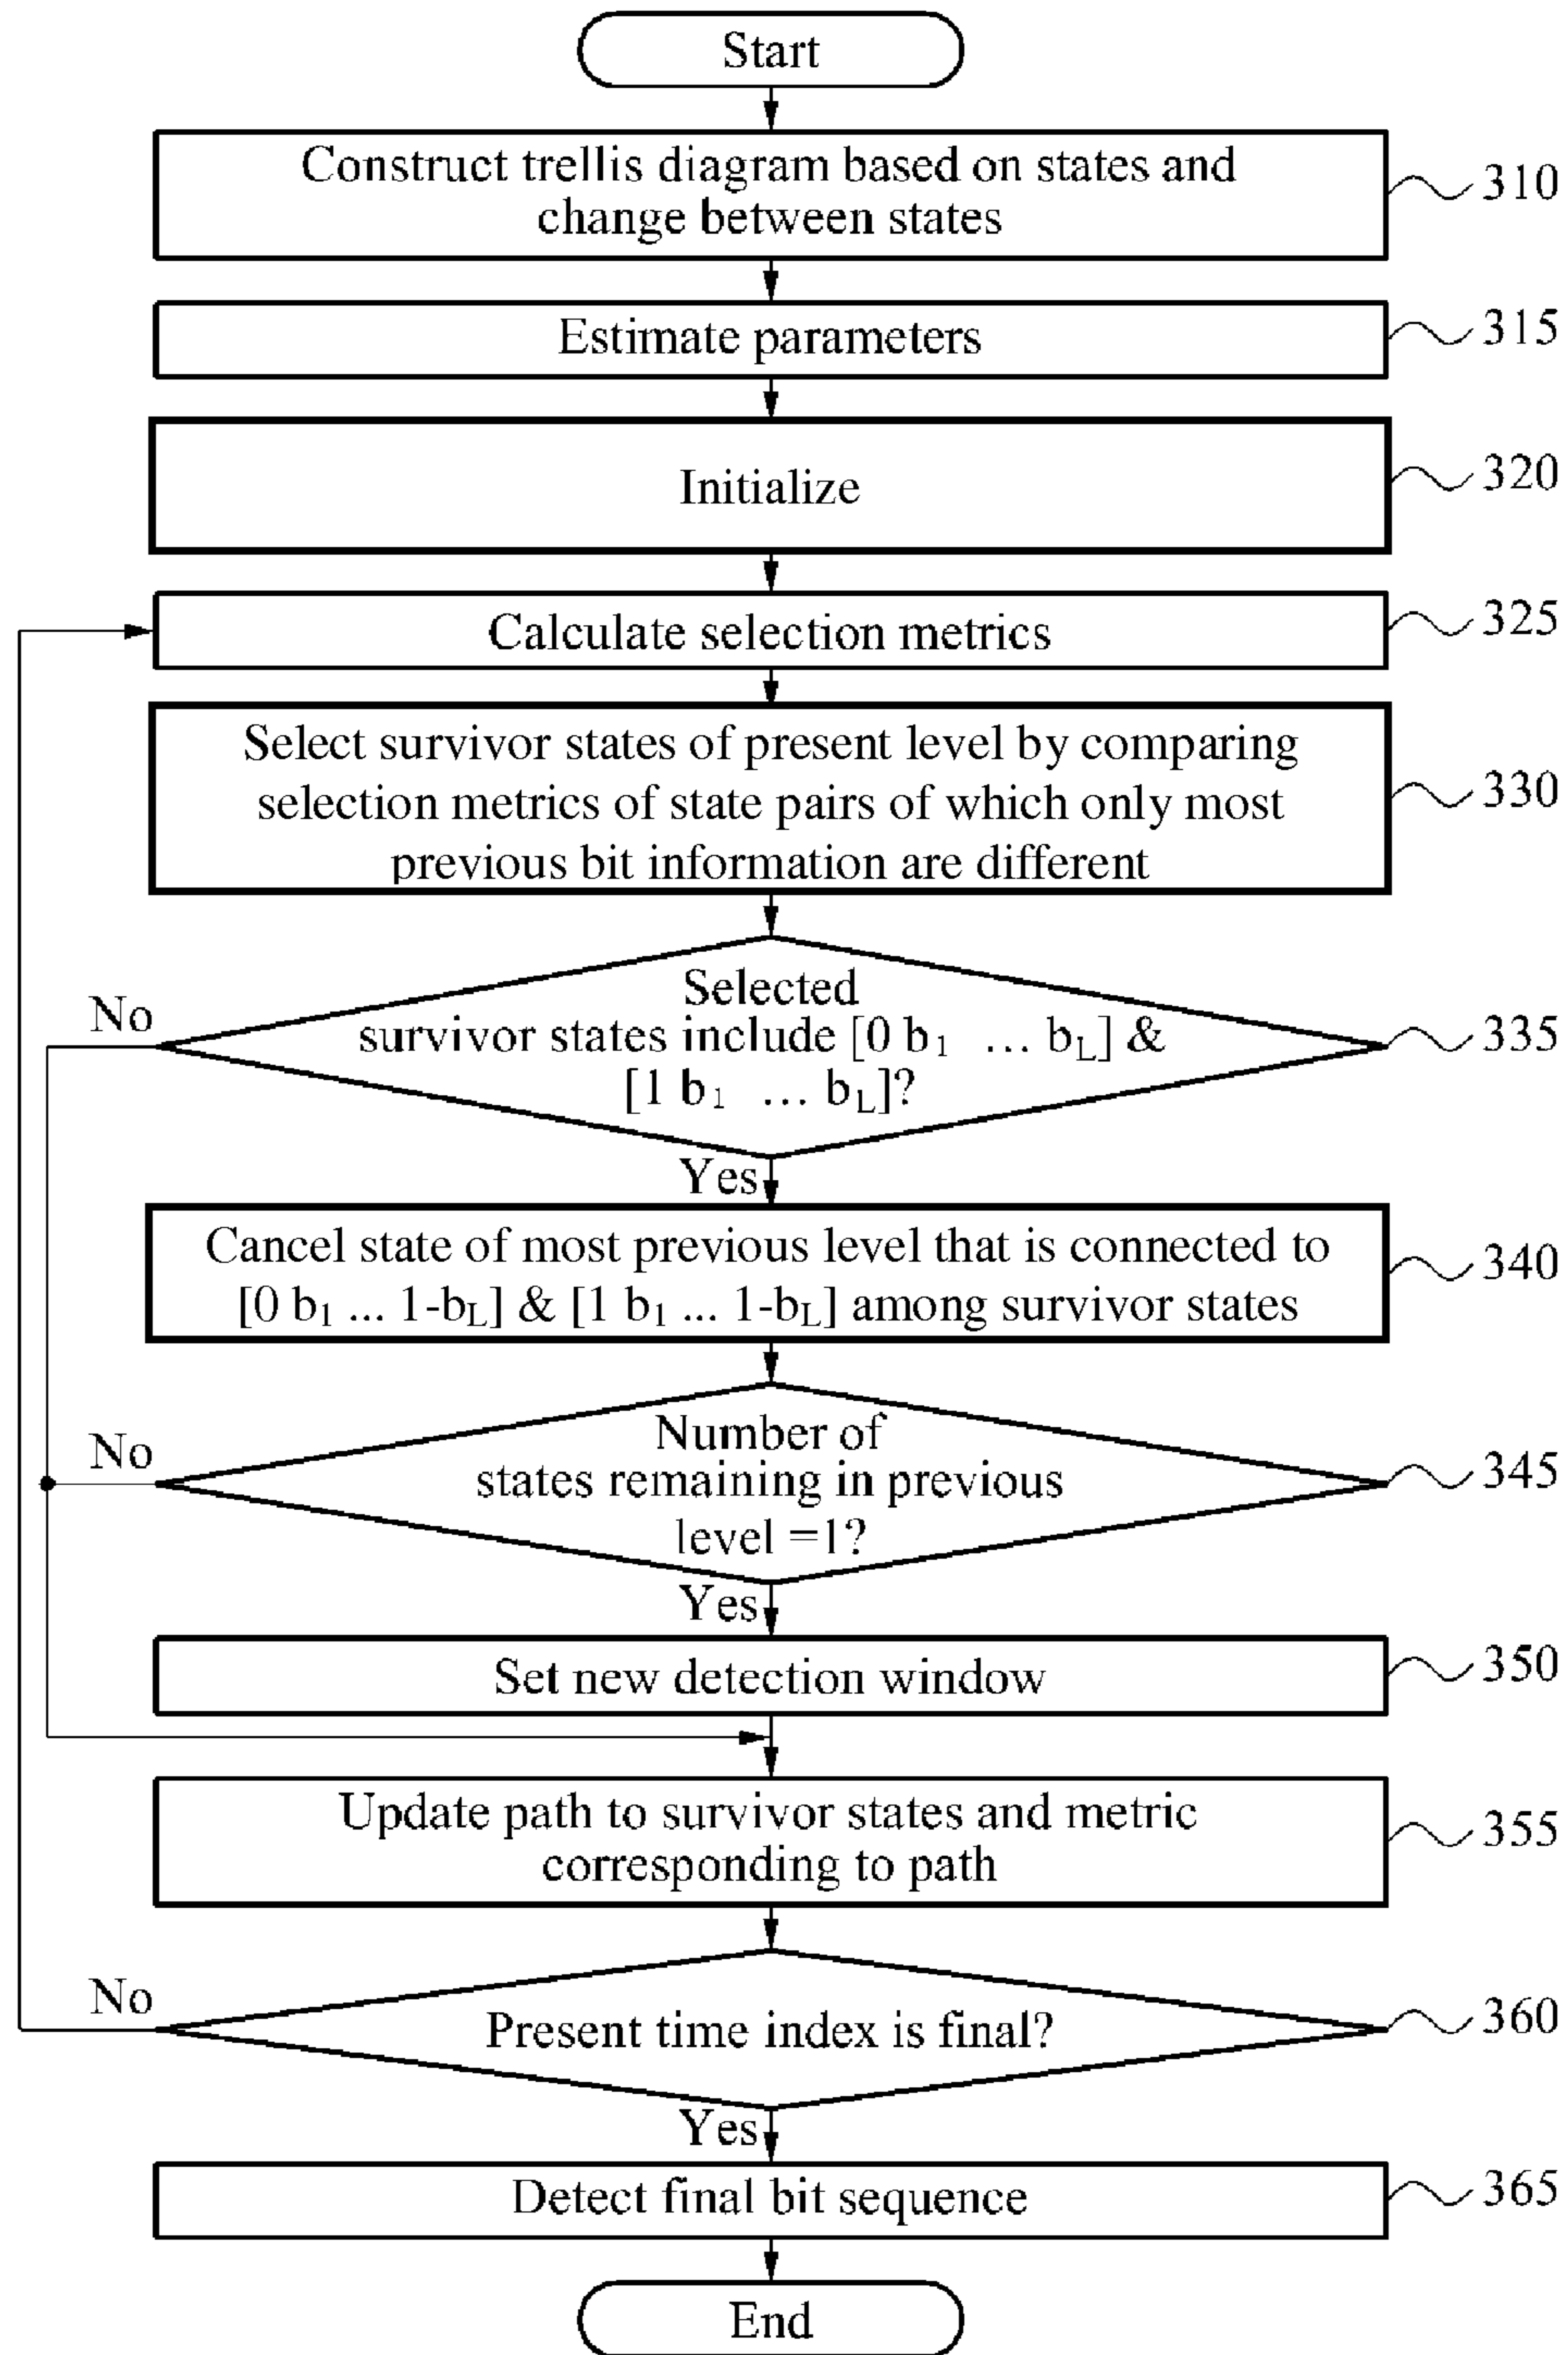 Start
Construct trellis diagram based on states and
change between states
310
Estimate parameters
315
Initialize
320
Calculate selection metrics
325
Select survivor states of present level by comparing
selection metrics of state pairs of which only most
previous bit information are different
330
Selected
survivor states include [0 b₁ … b_L] &
[1 b₁ … b_L]?
335
No
Yes
Cancel state of most previous level that is connected to
[0 b₁ ... 1-b_L] & [1 b₁ ... 1-b_L] among survivor states
340
Number of
states remaining in previous
level =1?
345
No
Yes
Set new detection window
350
Update path to survivor states and metric
corresponding to path
355
Present time index is final?
360
No
Yes
Detect final bit sequence
365
End